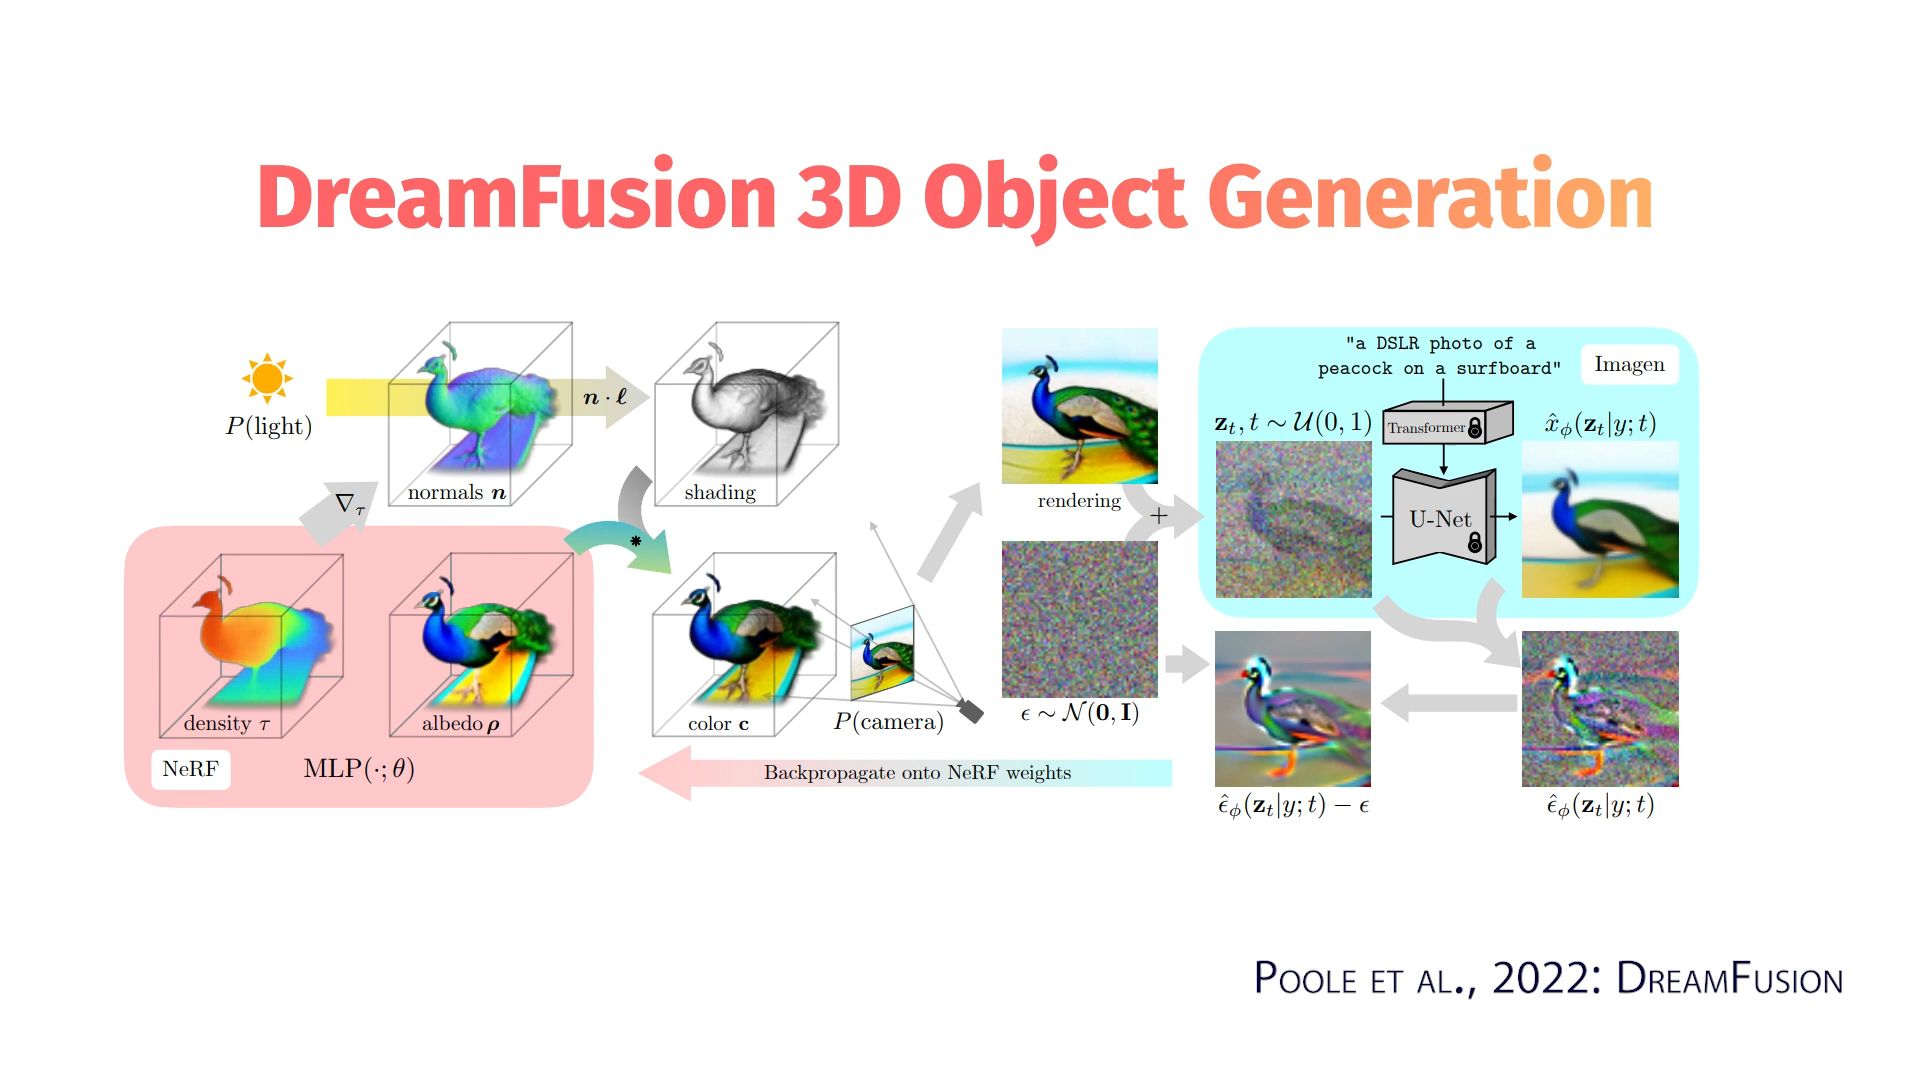 DreamFusion 3D Object Generation
P(light)
n · ℓ
normals n
shading
∇τ
*
density τ
albedo ρ
NeRF
MLP(·; θ)
color c
P(camera)
Backpropagate onto NeRF weights
rendering
+
ϵ ∼ 𝒩(0, I)
"a DSLR photo of a
peacock on a surfboard"
Imagen
z_t, t ∼ 𝒰(0, 1)
Transformer
x̂_ϕ(z_t|y; t)
U-Net
ϵ̂_ϕ(z_t|y; t) − ϵ
ϵ̂_ϕ(z_t|y; t)
Poole et al., 2022: DreamFusion